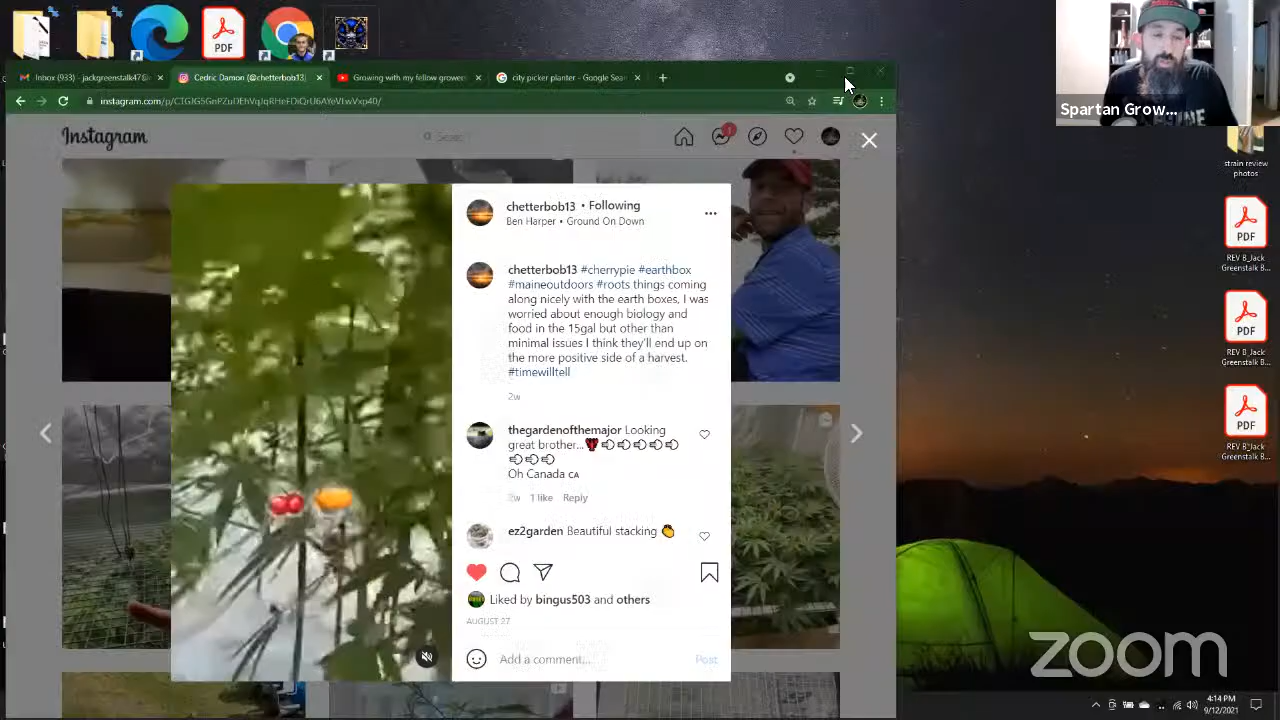 PDF
Inbox (933) - jackgreenstalk47@
Cedric Damon (@chetterbob13)
Growing with my fellow growers
city picker planter - Google Sea
Spartan Grow...
Instagram
chetterbob13 • Following
Ben Harper • Ground On Down
chetterbob13 #cherrypie #earthbox
#maineoutdoors #roots things coming
along nicely with the earth boxes, I was
worried about enough biology and
food in the 15gal but other than
minimal issues I think they'll end up on
the more positive side of a harvest.
#timewilltell
2w
thegardenofthemajor Looking
great brother...
Oh Canada CA
2w 1 like Reply
ez2garden Beautiful stacking
Liked by bingus503 and others
AUGUST 27
Add a comment... Post
strain review
photos
PDF
REV B_Jack
Greenstalk B...
PDF
REV B_Jack
Greenstalk B...
PDF
REV B_Jack
Greenstalk B...
zoom
4:14 PM
9/12/2021